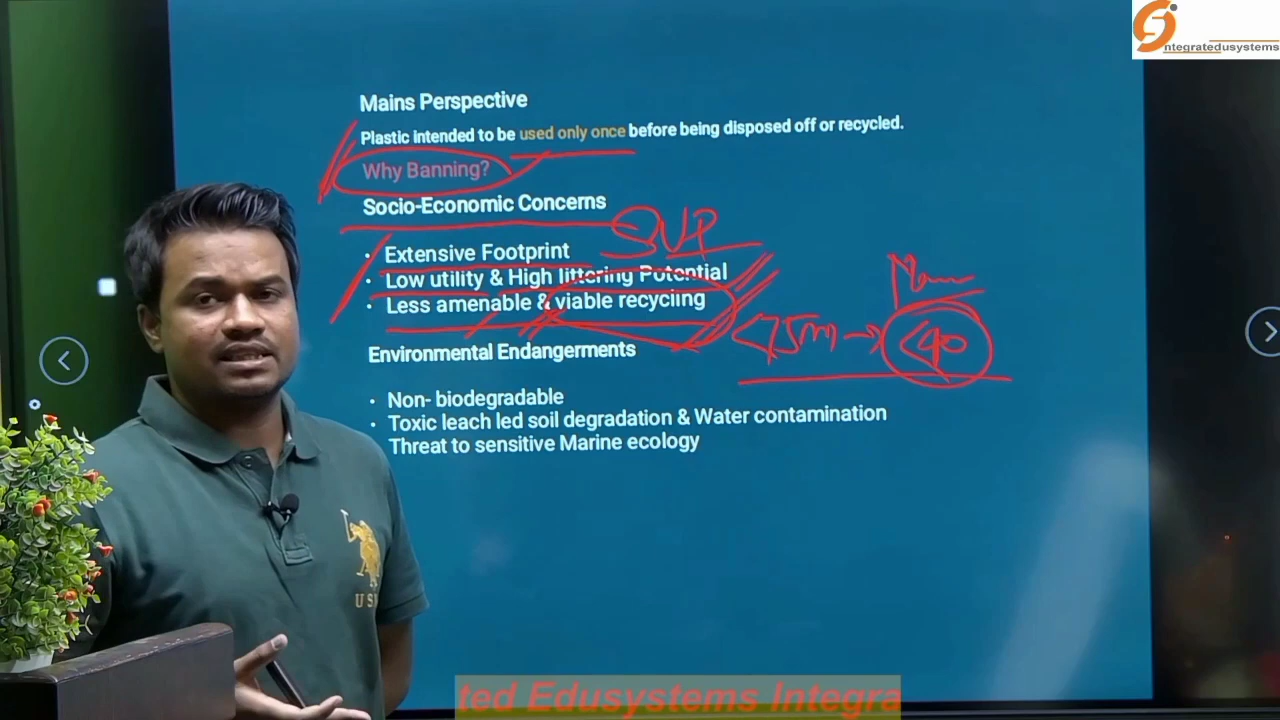 ntegratedusystems
Mains Perspective
Plastic intended to be used only once before being disposed off or recycled.
Why Banning?
Socio-Economic Concerns
SUP
• Extensive Footprint
• Low utility & High littering Potential
• Less amenable & viable recycling
<75m → <40
Environmental Endangerments
• Non- biodegradable
• Toxic leach led soil degradation & Water contamination
Threat to sensitive Marine ecology
ted Edusystems Integra